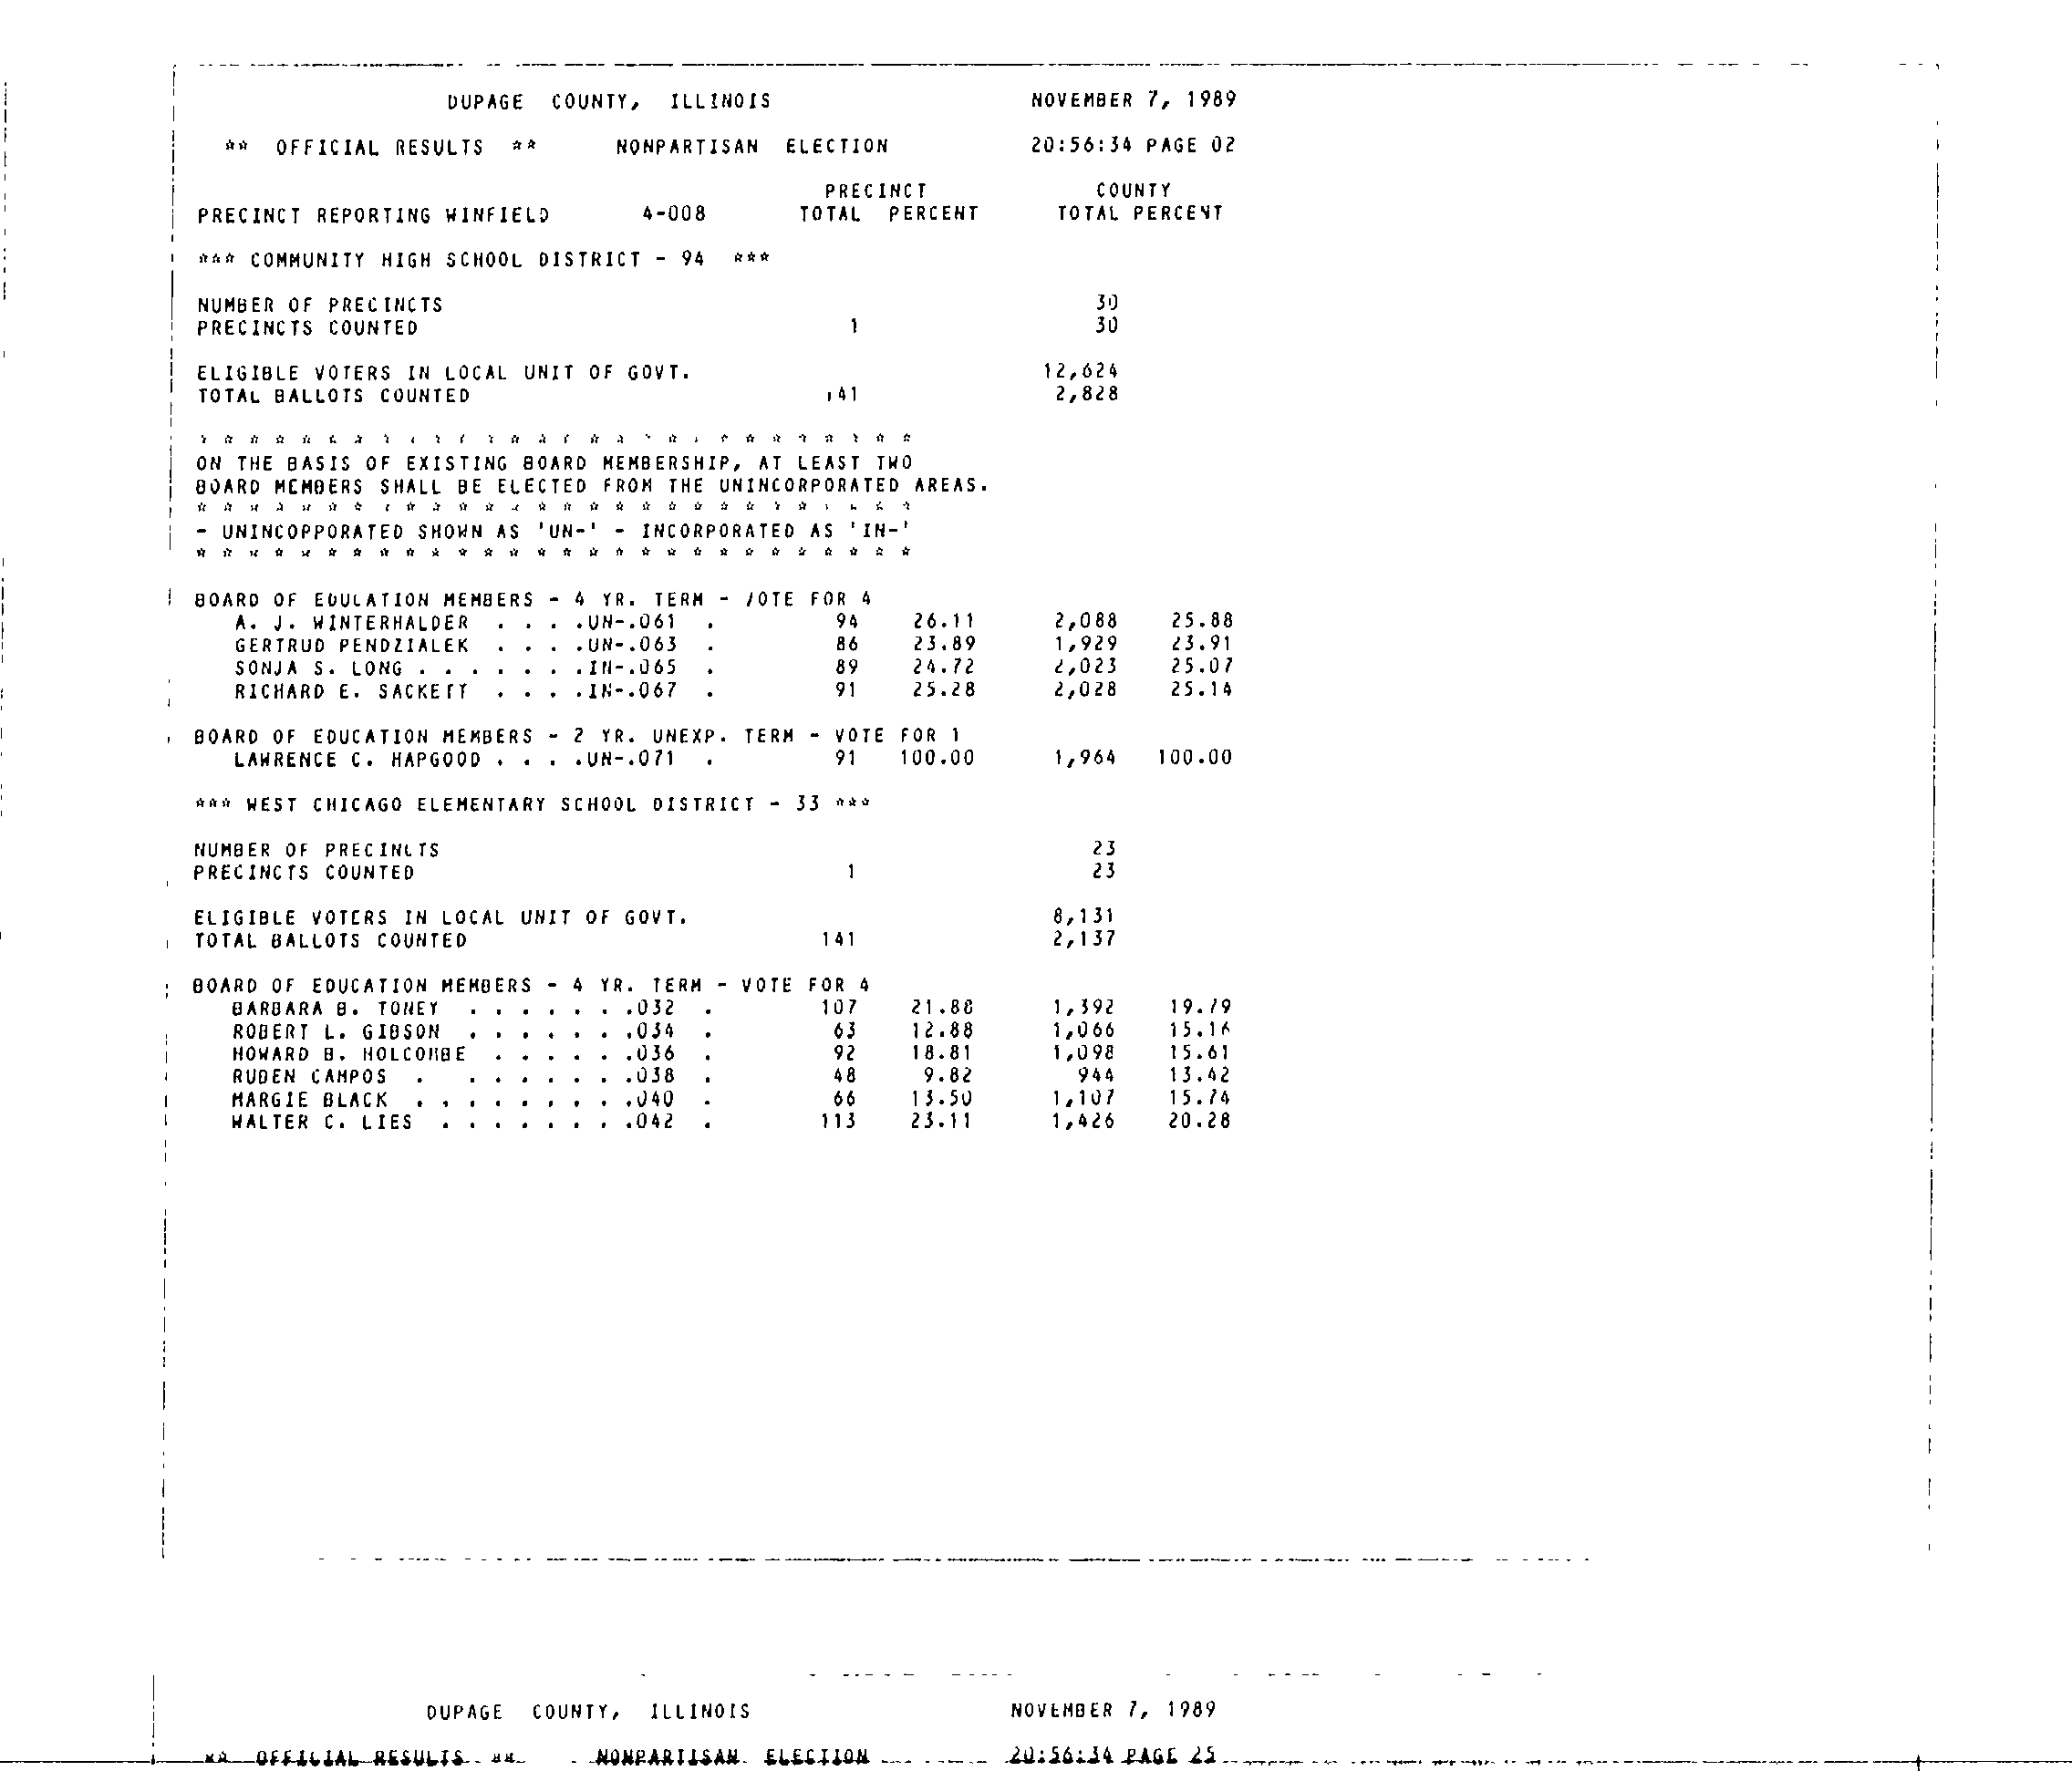 DUPAGE COUNTY, ILLINOIS NOVEMBER 7, 1989
** OFFICIAL RESULTS ** NONPARTISAN ELECTION 20:56:34 PAGE 02
PRECINCT COUNTY
PRECINCT REPORTING WINFIELD 4-008 TOTAL PERCENT TOTAL PERCENT
*** COMMUNITY HIGH SCHOOL DISTRICT - 94 ***
NUMBER OF PRECINCTS 30
PRECINCTS COUNTED 1 30
ELIGIBLE VOTERS IN LOCAL UNIT OF GOVT. 12,624
TOTAL BALLOTS COUNTED 141 2,828
* * * * * * * * * * * * * * * * * * * * * * * * * * * *
ON THE BASIS OF EXISTING BOARD MEMBERSHIP, AT LEAST TWO
BOARD MEMBERS SHALL BE ELECTED FROM THE UNINCORPORATED AREAS.
* * * * * * * * * * * * * * * * * * * * * * * * * * * *
- UNINCORPORATED SHOWN AS 'UN-' - INCORPORATED AS 'IN-'
* * * * * * * * * * * * * * * * * * * * * * * * * * * *
BOARD OF EDUCATION MEMBERS - 4 YR. TERM - VOTE FOR 4
A. J. WINTERHALDER . . . .UN-.061 . 94 26.11 2,088 25.88
GERTRUD PENDZIALEK . . . .UN-.063 . 86 23.89 1,929 23.91
SONJA S. LONG . . . . . . .IN-.065 . 89 24.72 2,023 25.07
RICHARD E. SACKETT . . . .IN-.067 . 91 25.28 2,028 25.14
BOARD OF EDUCATION MEMBERS - 2 YR. UNEXP. TERM - VOTE FOR 1
LAWRENCE C. HAPGOOD . . . .UN-.071 . 91 100.00 1,964 100.00
*** WEST CHICAGO ELEMENTARY SCHOOL DISTRICT - 33 ***
NUMBER OF PRECINCTS 23
PRECINCTS COUNTED 1 23
ELIGIBLE VOTERS IN LOCAL UNIT OF GOVT. 8,131
TOTAL BALLOTS COUNTED 141 2,137
BOARD OF EDUCATION MEMBERS - 4 YR. TERM - VOTE FOR 4
BARBARA B. TONEY . . . . . . .032 . 107 21.88 1,392 19.79
ROBERT L. GIBSON . . . . . . .034 . 63 12.88 1,066 15.16
HOWARD B. HOLCOMBE . . . . . .036 . 92 18.81 1,098 15.61
RUBEN CAMPOS . . . . . . . .038 . 48 9.82 944 13.42
MARGIE BLACK . . . . . . . . .040 . 66 13.50 1,107 15.74
WALTER C. LIES . . . . . . . .042 . 113 23.11 1,426 20.28
DUPAGE COUNTY, ILLINOIS NOVEMBER 7, 1989
** OFFICIAL RESULTS ** NONPARTISAN ELECTION 20:56:34 PAGE 25